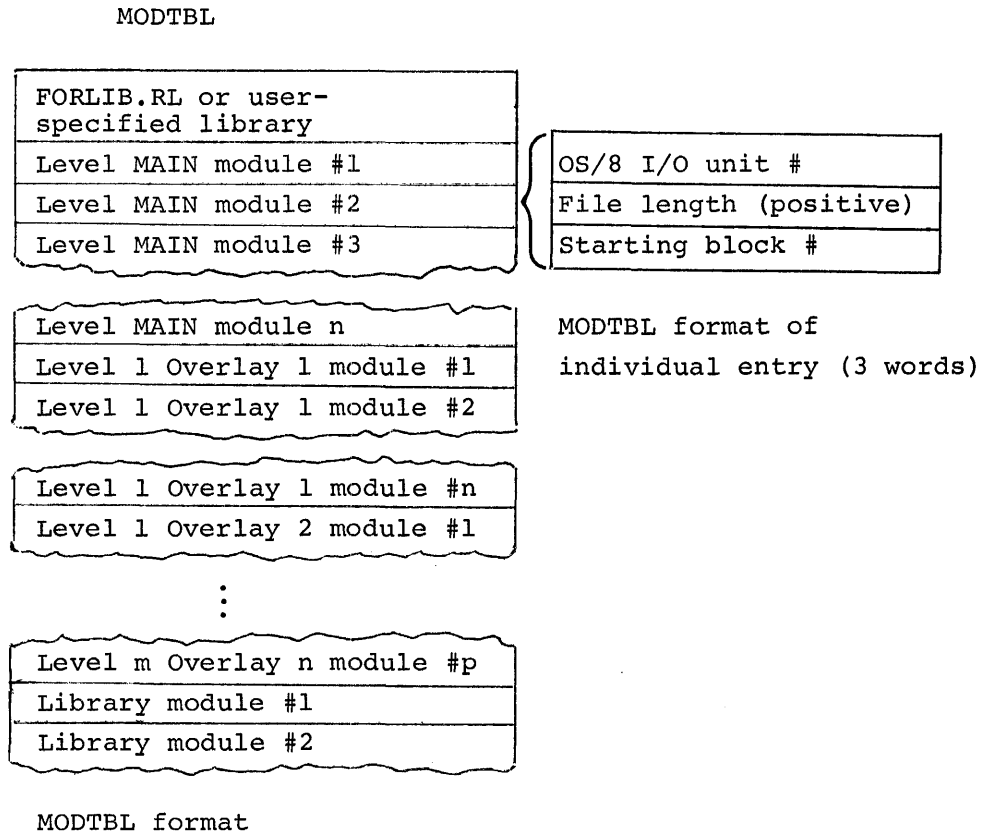 MODTBL
FORLIB.RL or user-
specified library
Level MAIN module #1
Level MAIN module #2
Level MAIN module #3
OS/8 I/O unit #
File length (positive)
Starting block #
Level MAIN module n
Level 1 Overlay 1 module #1
Level 1 Overlay 1 module #2
MODTBL format of
individual entry (3 words)
Level 1 Overlay 1 module #n
Level 1 Overlay 2 module #1
Level m Overlay n module #p
Library module #1
Library module #2
MODTBL format